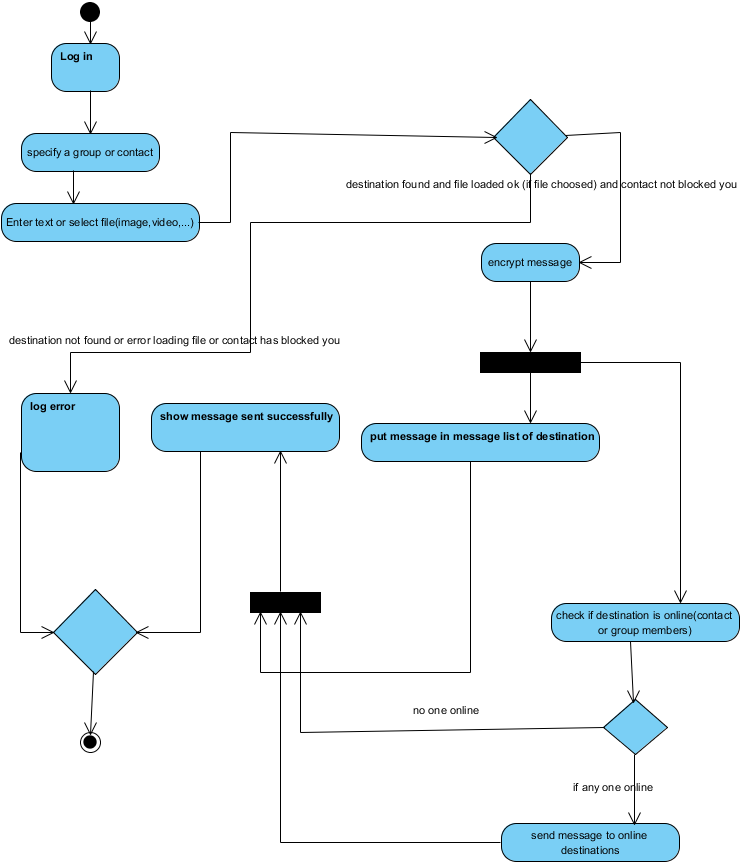 Log in
specify a group or contact
Enter text or select file(image,video,...)
destination found and file loaded ok (if file choosed) and contact not blocked you
encrypt message
destination not found or error loading file or contact has blocked you
log error
show message sent successfully
put message in message list of destination
check if destination is online(contact
or group members)
no one online
if any one online
send message to online
destinations